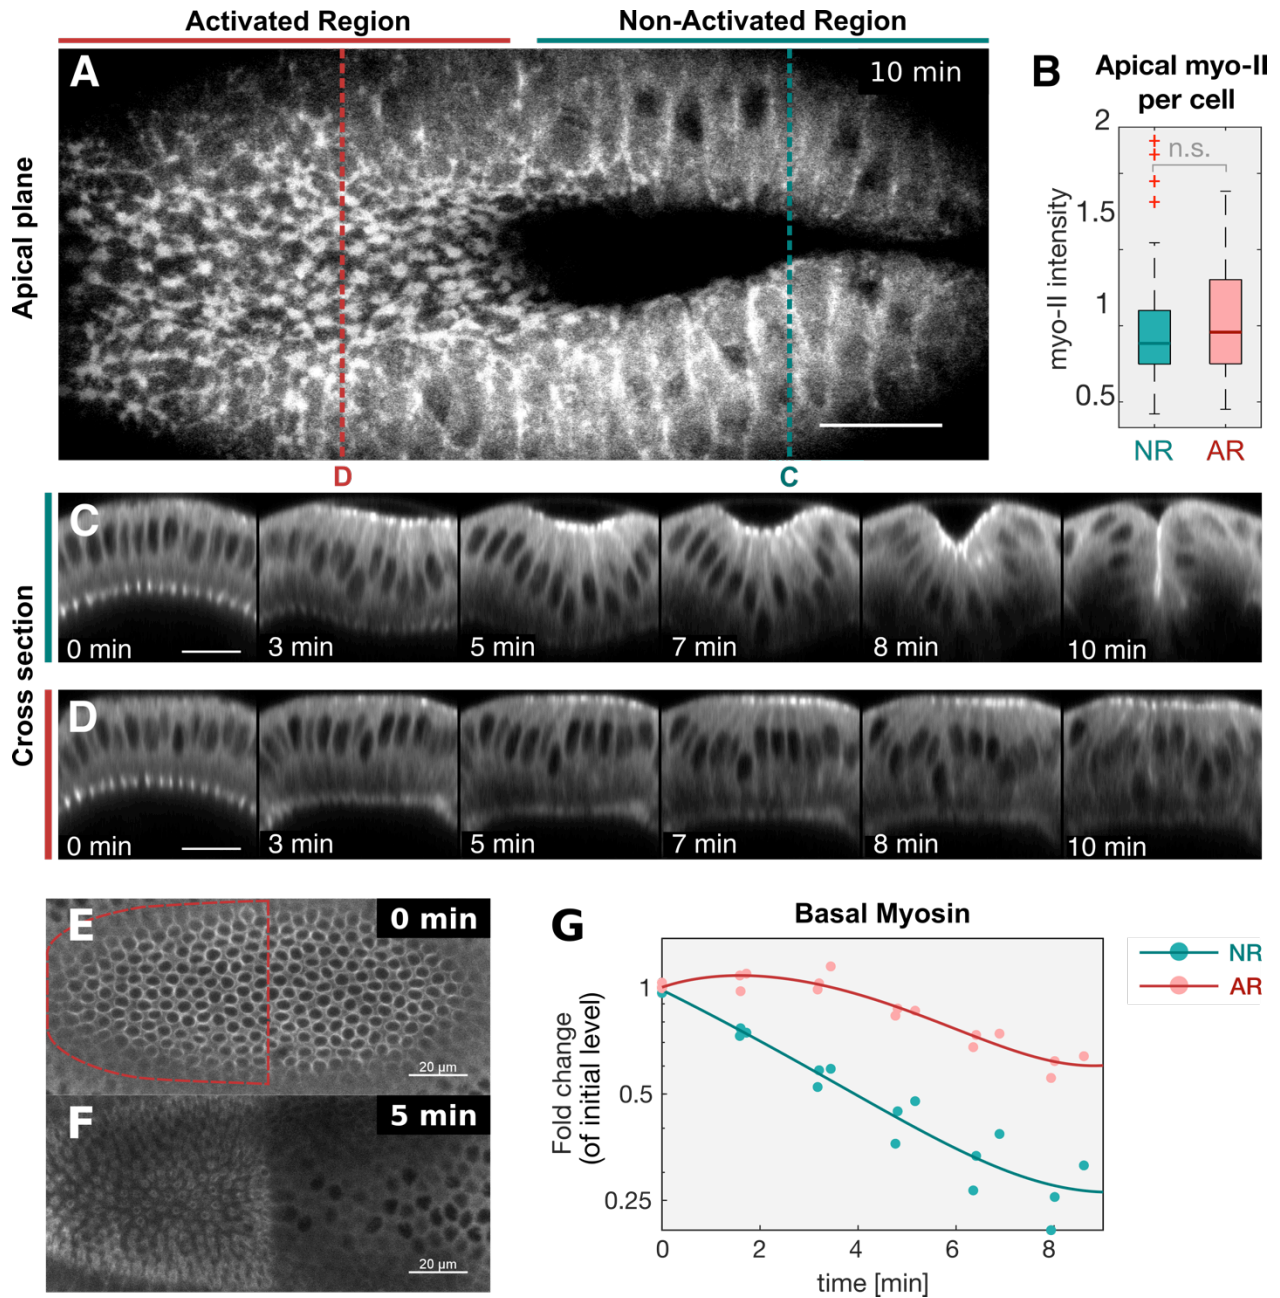 Activated Region
Non-Activated Region
A
10 min
Apical plane
D
C
B
Apical myo-II
per cell
2
1.5
1
0.5
myo-II intensity
n.s.
NR
AR
Cross section
C
0 min
3 min
5 min
7 min
8 min
10 min
D
0 min
3 min
5 min
7 min
8 min
10 min
E
0 min
20 µm
F
5 min
20 µm
G
Basal Myosin
1
0.5
0.25
Fold change
(of initial level)
0
2
4
6
8
time [min]
NR
AR